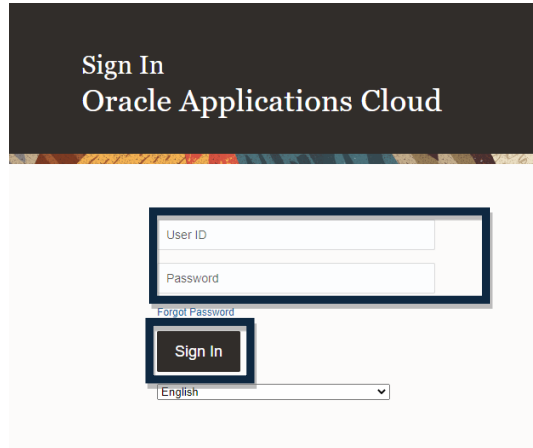 Sign In
Oracle Applications Cloud
User ID
Password
Forgot Password
Sign In
English